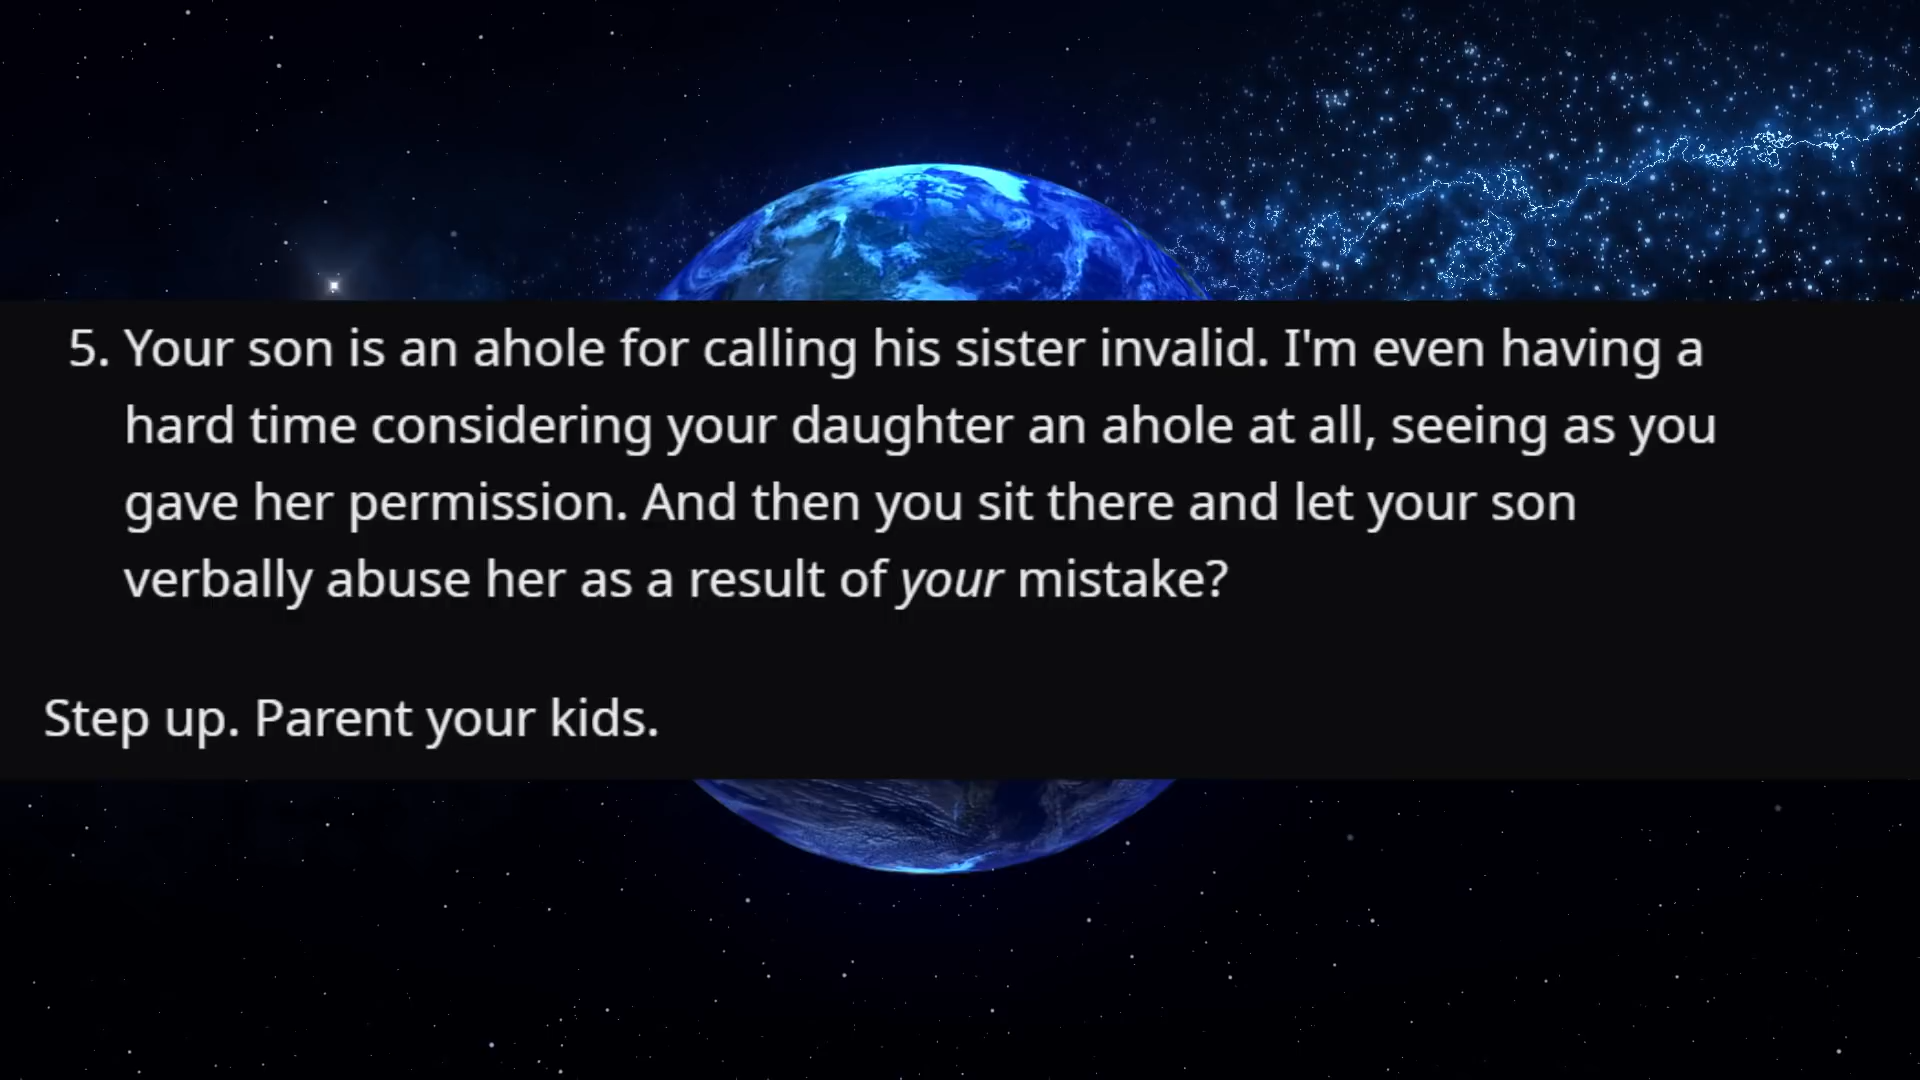 5. Your son is an ahole for calling his sister invalid. I'm even having a
hard time considering your daughter an ahole at all, seeing as you
gave her permission. And then you sit there and let your son
verbally abuse her as a result of your mistake?
Step up. Parent your kids.